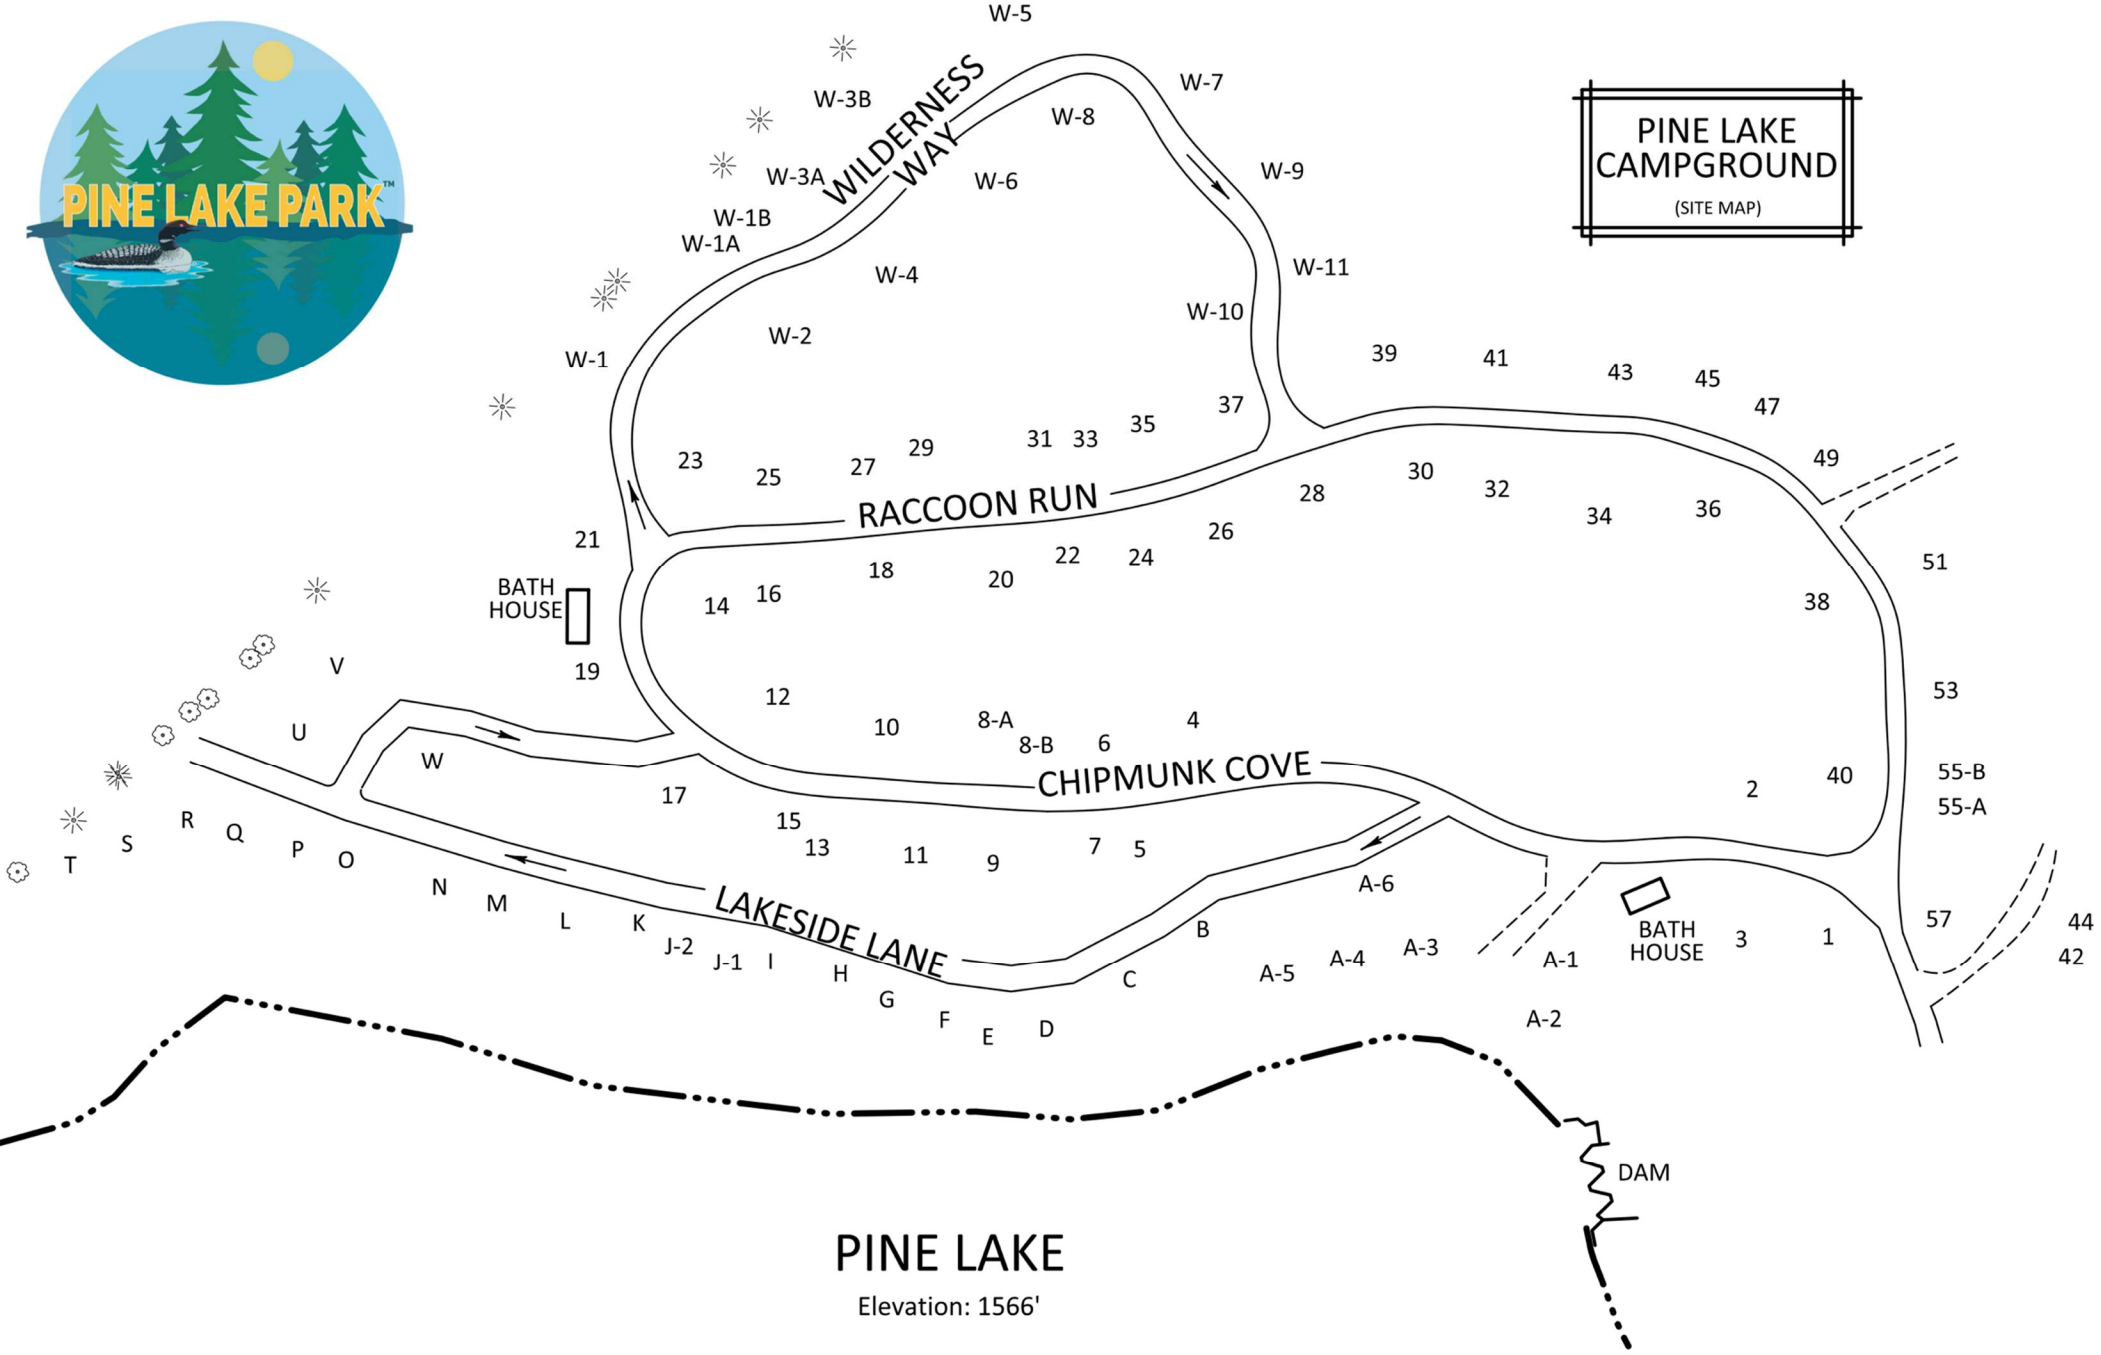 PINE LAKE PARK™
PINE LAKE
CAMPGROUND
(SITE MAP)
W-5
W-7
W-3B
W-8
WILDERNESS
WAY
W-9
W-3A
W-6
W-1B
W-1A
W-11
W-4
W-10
W-2
W-1
39
41
43
45
47
37
35
31
33
29
49
23
27
25
30
32
28
RACCOON RUN
36
34
26
21
22
24
51
18
20
BATH
HOUSE
16
14
38
V
19
12
53
10
8-A
4
U
8-B
6
W
CHIPMUNK COVE
55-B
40
2
17
55-A
15
R
Q
13
S
P
7
5
11
O
9
T
N
A-6
M
LAKESIDE LANE
L
K
B
57
44
BATH
HOUSE
3
1
J-2
A-3
42
J-1
I
A-4
A-1
H
A-5
C
G
F
A-2
D
E
DAM
PINE LAKE
Elevation: 1566'